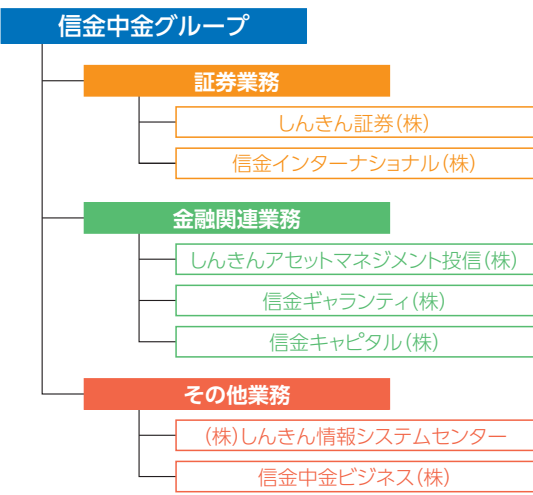 信金中金グループ
証券業務
しんきん証券(株)
信金インターナショナル(株)
金融関連業務
しんきんアセットマネジメント投信(株)
信金ギャランティ(株)
信金キャピタル(株)
その他業務
(株)しんきん情報システムセンター
信金中金ビジネス(株)